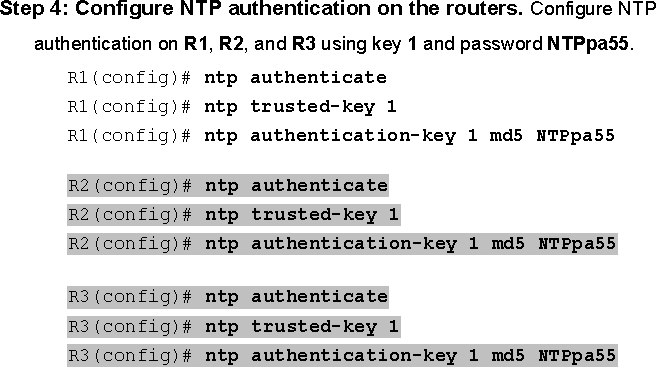 Step 4: Configure NTP authentication on the routers. Configure NTP
authentication on R1, R2, and R3 using key 1 and password NTPpa55.
R1(config)# ntp authenticate
R1(config)# ntp trusted-key 1
R1(config)# ntp authentication-key 1 md5 NTPpa55
R2(config)# ntp authenticate
R2(config)# ntp trusted-key 1
R2(config)# ntp authentication-key 1 md5 NTPpa55
R3(config)# ntp authenticate
R3(config)# ntp trusted-key 1
R3(config)# ntp authentication-key 1 md5 NTPpa55